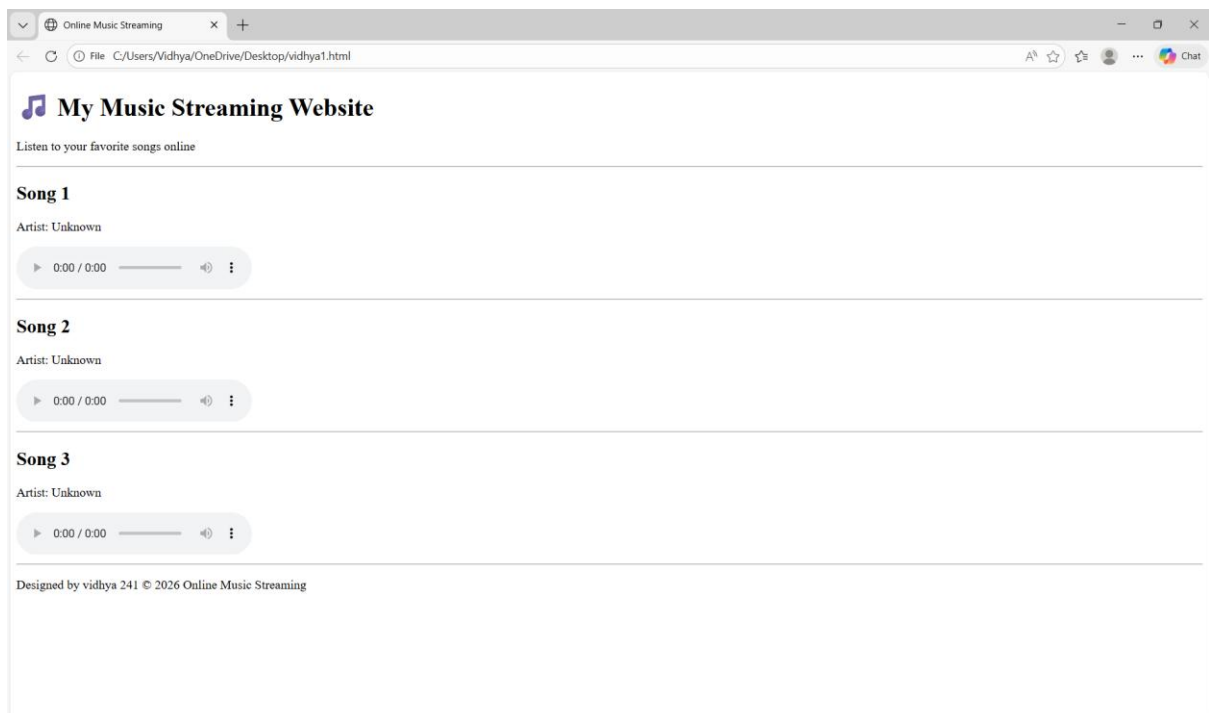 Online Music Streaming
File C:/Users/Vidhya/OneDrive/Desktop/vidhya1.html
Chat
My Music Streaming Website
Listen to your favorite songs online
Song 1
Artist: Unknown
0:00 / 0:00
Song 2
Artist: Unknown
0:00 / 0:00
Song 3
Artist: Unknown
0:00 / 0:00
Designed by vidhya 241 © 2026 Online Music Streaming